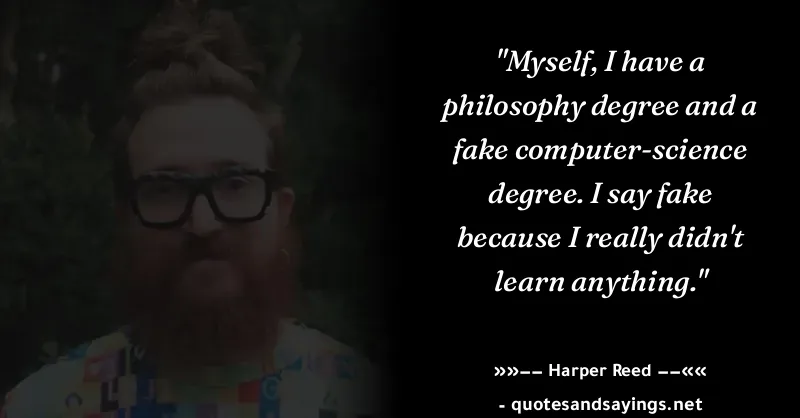 "Myself, I have a
philosophy degree and a
fake computer-science
degree. I say fake
because I really didn't
learn anything."
»»−− Harper Reed −−««
- quotesandsayings.net